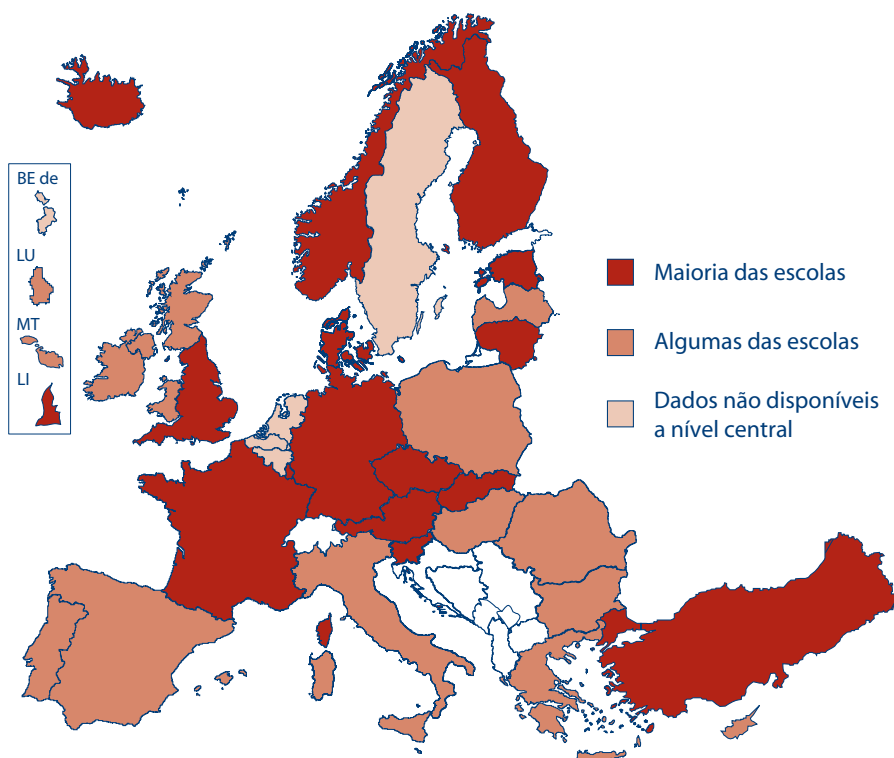 BE de
LU
MT
LI
Maioria das escolas
Algumas das escolas
Dados não disponíveis
a nível central